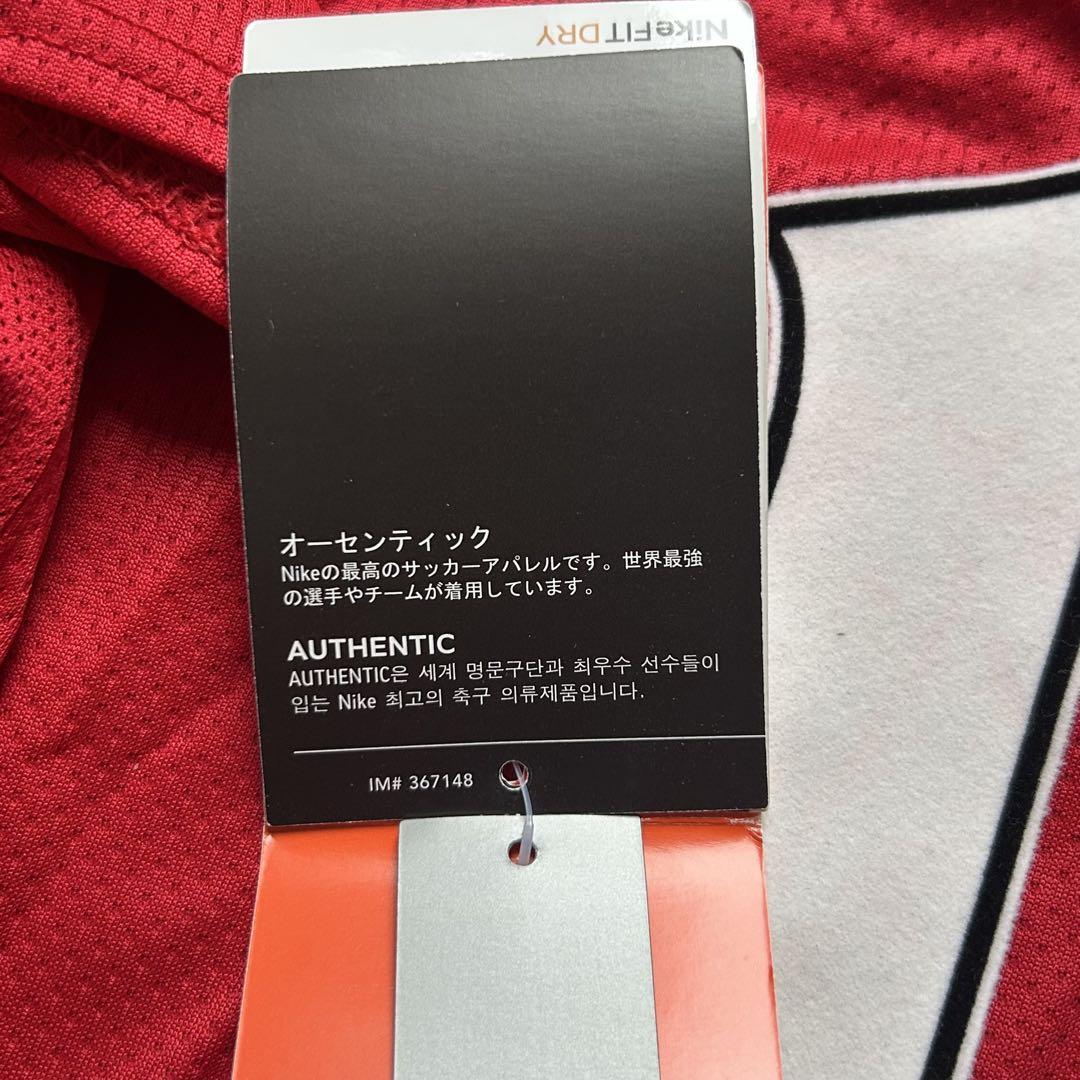 NikeFIT DRY
オーセンティック
Nikeの最高のサッカーアパレルです。世界最強
の選手やチームが着用しています。
AUTHENTIC
AUTHENTIC은 세계 명문구단과 최우수 선수들이
입는 Nike 최고의 축구 의류제품입니다.
IM# 367148